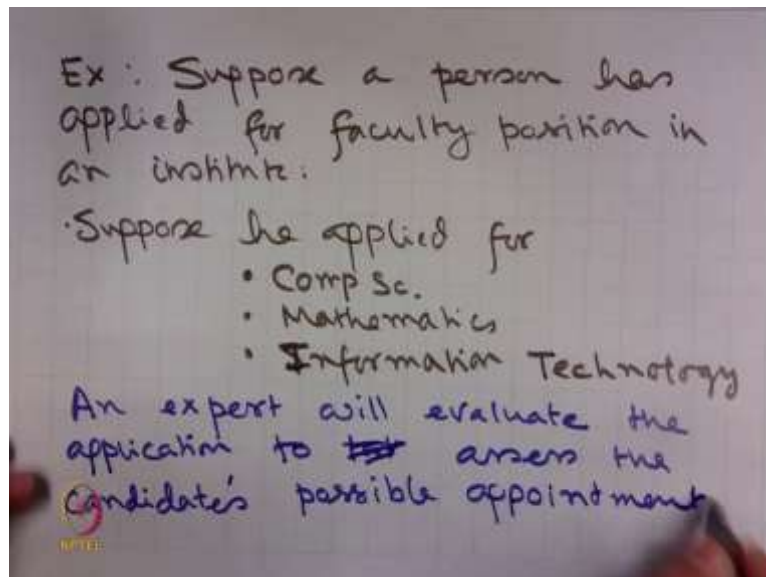 Ex : Suppose a person has
applied for faculty position in
an institute.
·Suppose he applied for
• Comp Sc.
• Mathematics
• Information Technology
An expert will evaluate the
application to assess the
candidate's possible appointment
NPTEL